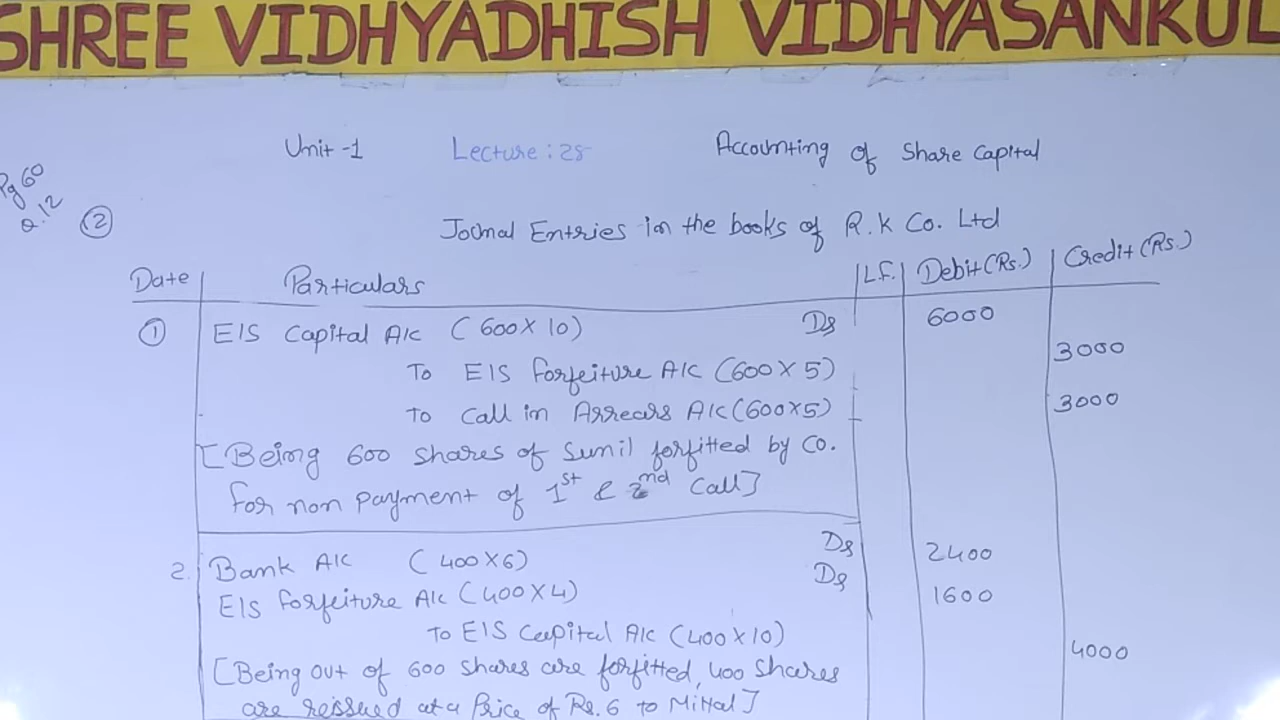 SHREE VIDHYADHISH VIDHYASANKUL
Unit -1 Lecture : 28 Accounting of Share Capital
Pg 60
Q.12
② Journal Entries in the books of R.K Co. Ltd
Date Particulars L.F. Debit (Rs.) Credit (Rs.)
① E/S Capital A/c (600 X 10) Dr 6000
To E/S forfeiture A/c (600 X 5) 3000
To Call in Arrears A/c (600 X 5) 3000
[Being 600 shares of Sunil forfitted by Co.
for non payment of 1st & 2nd Call]
2. Bank A/c (400 X 6) Dr 2400
E/S forfeiture A/c (400 X 4) Dr 1600
To E/S Capital A/c (400 X 10) 4000
[Being out of 600 shares are forfitted, 400 shares
are reissued at a Price of Rs. 6 to Mittal]